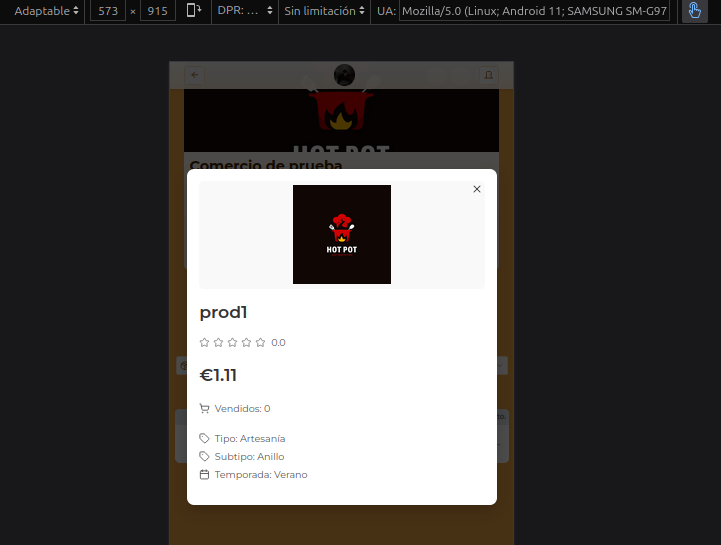 Adaptable 573 × 915 DPR: ... Sin limitación UA: Mozilla/5.0 (Linux; Android 11; SAMSUNG SM-G97
HOT POT
Comercio de prueba
HOT POT
prod1
0.0
€1.11
Vendidos: 0
Tipo: Artesanía
Subtipo: Anillo
Temporada: Verano